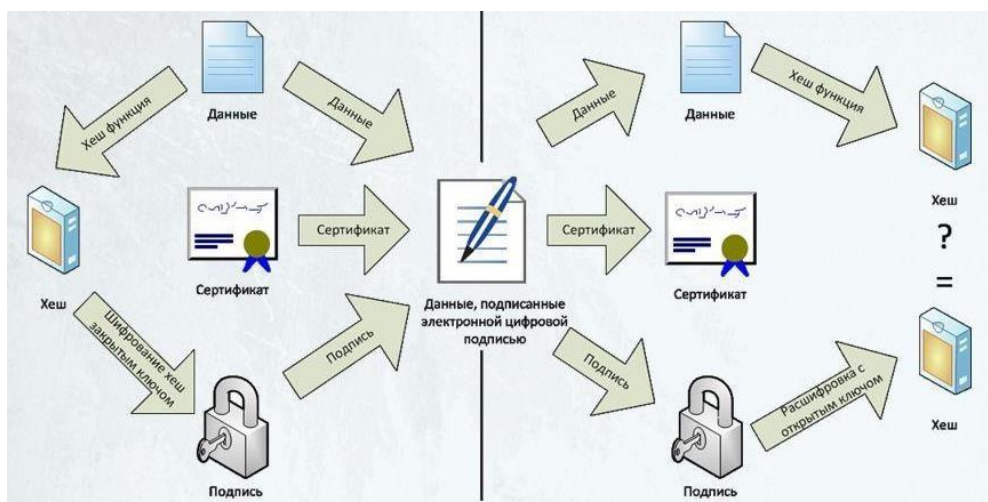 Данные
Хеш функция
Данные
Хеш
Сертификат
Сертификат
Шифрование хеш
закрытым ключом
Подпись
Подпись
Данные, подписанные
электронной цифровой
подписью
Данные
Данные
Хеш функция
Хеш
Сертификат
Сертификат
?
=
Подпись
Подпись
Расшифровка с
открытым ключом
Хеш